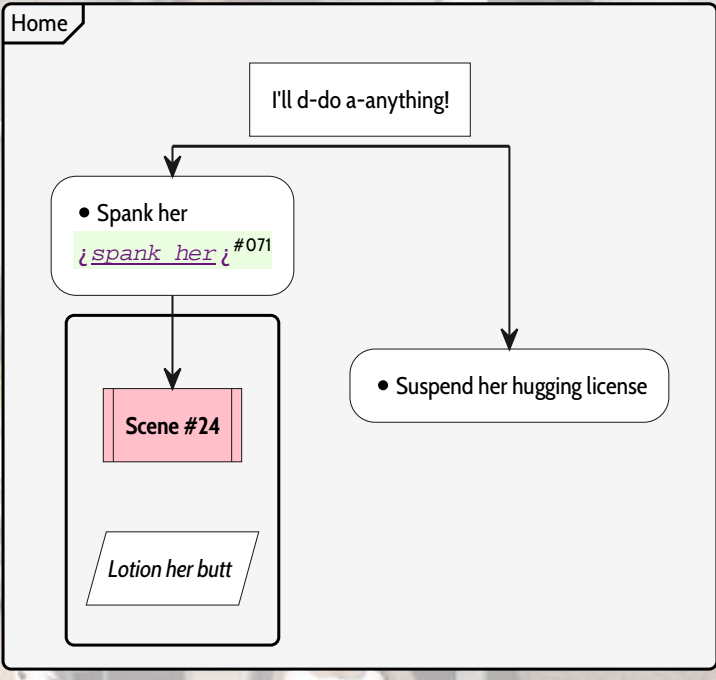 Home
I'll d-do a-anything!
• Spank her
¿spank her¿#071
Scene #24
• Suspend her hugging license
Lotion her butt